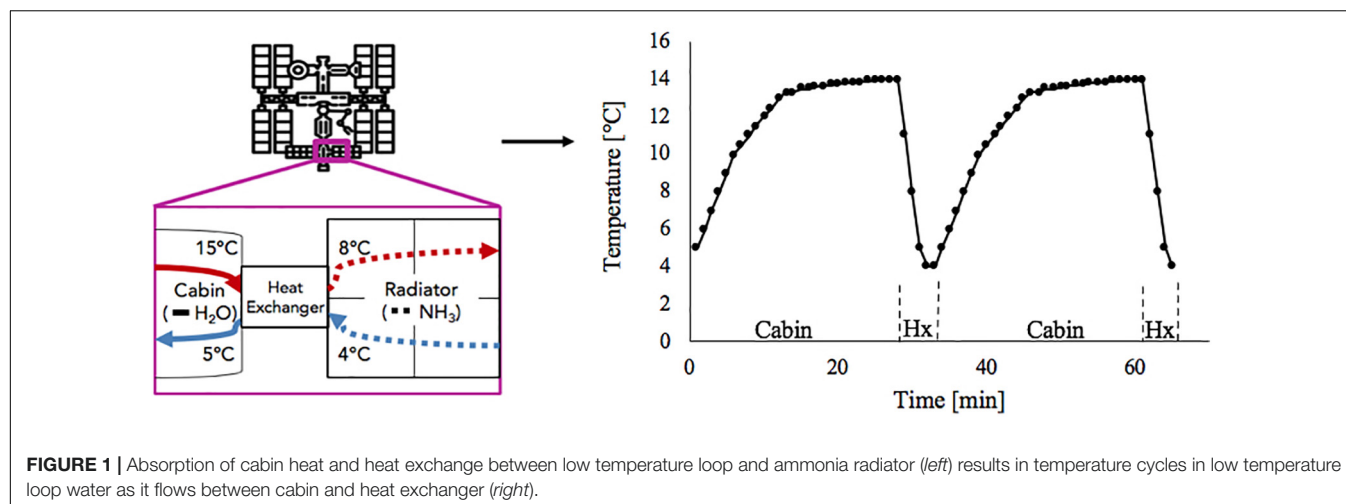 15°C
8°C
Cabin
(━ H₂O)
Heat
Exchanger
Radiator
(▪▪ NH₃)
5°C
4°C
Temperature [°C]
16
14
12
10
8
6
4
2
0
Cabin
Hx
Cabin
Hx
0
20
40
60
Time [min]
FIGURE 1 | Absorption of cabin heat and heat exchange between low temperature loop and ammonia radiator (left) results in temperature cycles in low temperature
loop water as it flows between cabin and heat exchanger (right).